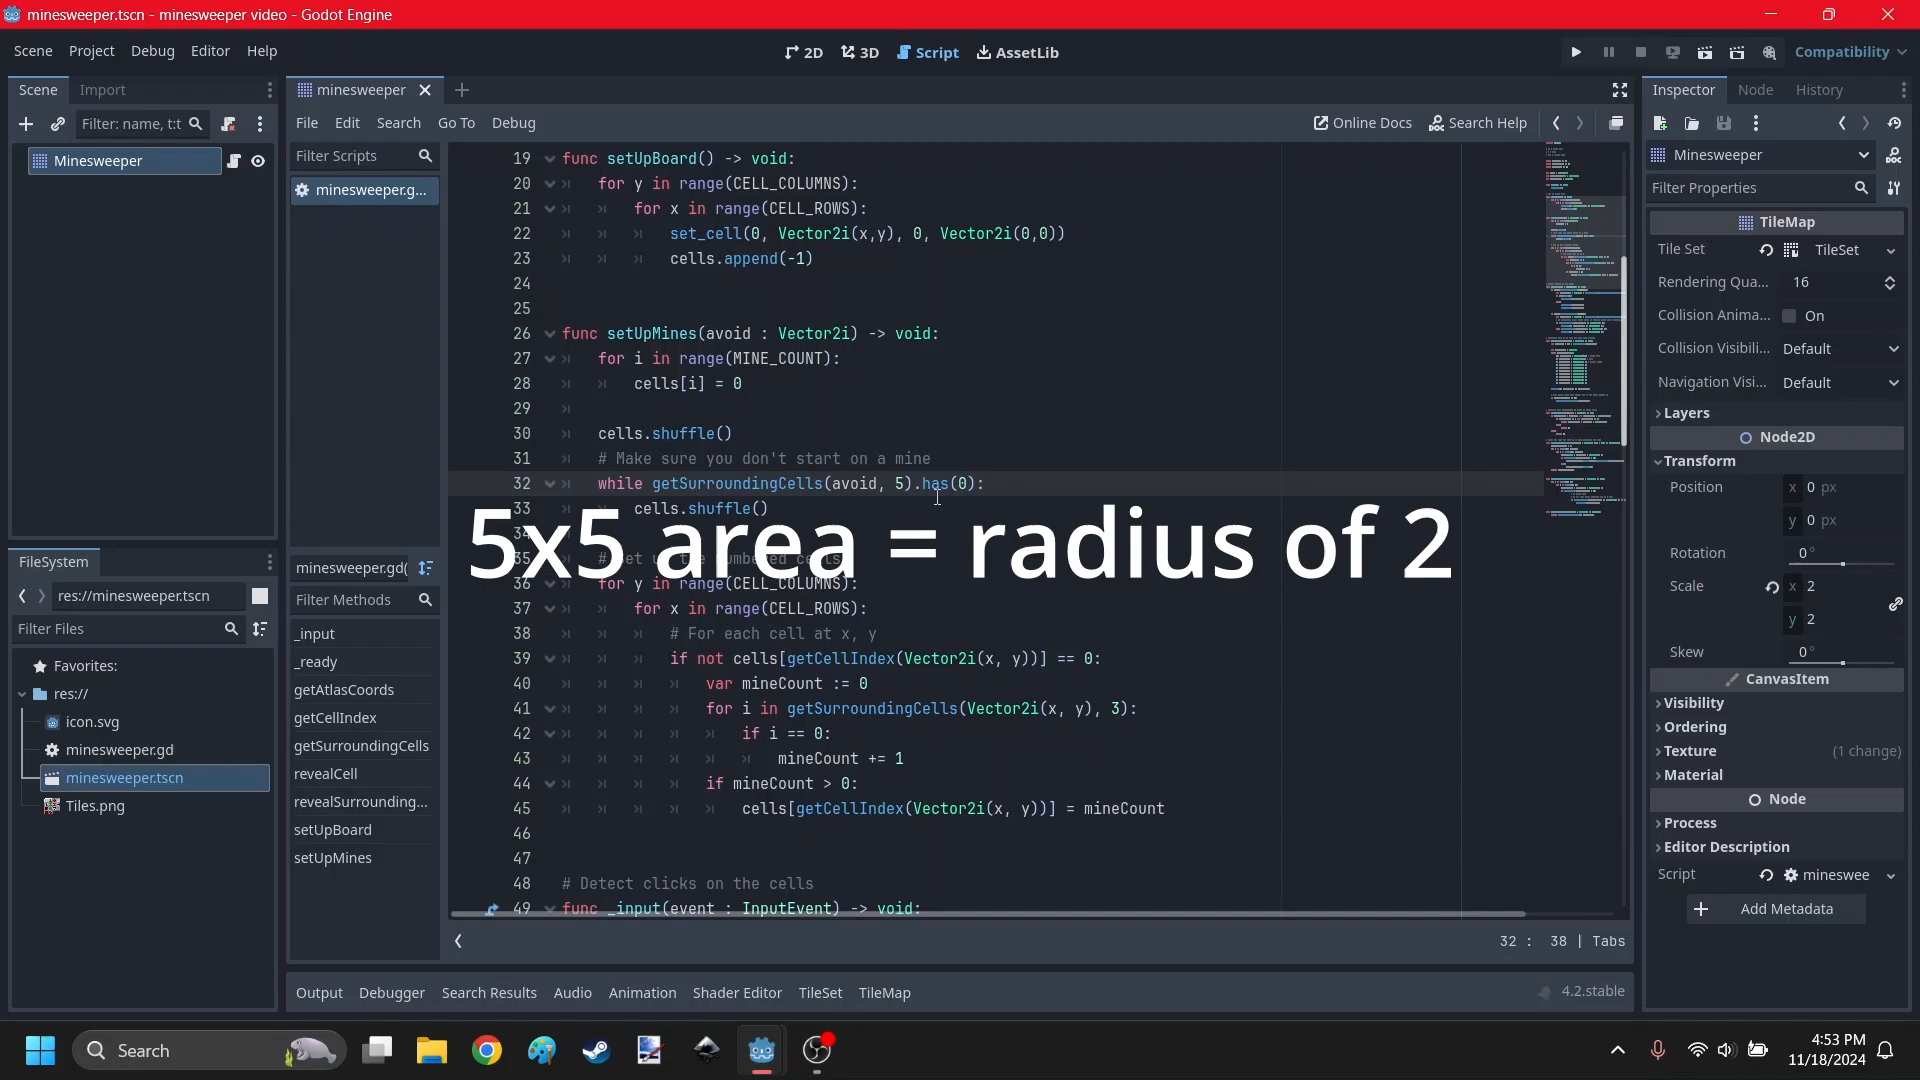 minesweeper.tscn - minesweeper video - Godot Engine
Scene Project Debug Editor Help
2D 3D Script AssetLib
Compatibility
Scene Import
minesweeper
Inspector Node History
Filter: name, t:t
File Edit Search Go To Debug
Online Docs Search Help
Minesweeper
Filter Scripts
minesweeper.g...
Minesweeper
Filter Properties
TileMap
Tile Set TileSet
Rendering Qua... 16
Collision Anima... On
Collision Visibili... Default
Navigation Visi... Default
Layers
Node2D
Transform
Position x 0 px
y 0 px
Rotation 0°
Scale x 2
y 2
Skew 0°
CanvasItem
Visibility
Ordering
Texture (1 change)
Material
Node
Process
Editor Description
Script mineswee
Add Metadata
19 func setUpBoard() -> void:
20 for y in range(CELL_COLUMNS):
21 for x in range(CELL_ROWS):
22 set_cell(0, Vector2i(x,y), 0, Vector2i(0,0))
23 cells.append(-1)
24
25
26 func setUpMines(avoid : Vector2i) -> void:
27 for i in range(MINE_COUNT):
28 cells[i] = 0
29
30 cells.shuffle()
31 # Make sure you don't start on a mine
32 while getSurroundingCells(avoid, 5).has(0):
33 cells.shuffle()
5x5 area = radius of 2
36 for y in range(CELL_COLUMNS):
37 for x in range(CELL_ROWS):
38 # For each cell at x, y
39 if not cells[getCellIndex(Vector2i(x, y))] == 0:
40 var mineCount := 0
41 for i in getSurroundingCells(Vector2i(x, y), 3):
42 if i == 0:
43 mineCount += 1
44 if mineCount > 0:
45 cells[getCellIndex(Vector2i(x, y))] = mineCount
46
47
48 # Detect clicks on the cells
49 func _input(event : InputEvent) -> void:
32 : 38 | Tabs
FileSystem
res://minesweeper.tscn
Filter Files
Favorites:
res://
icon.svg
minesweeper.gd
minesweeper.tscn
Tiles.png
minesweeper.gd(
Filter Methods
_input
_ready
getAtlasCoords
getCellIndex
getSurroundingCells
revealCell
revealSurrounding...
setUpBoard
setUpMines
Output Debugger Search Results Audio Animation Shader Editor TileSet TileMap
4.2.stable
Search
4:53 PM
11/18/2024